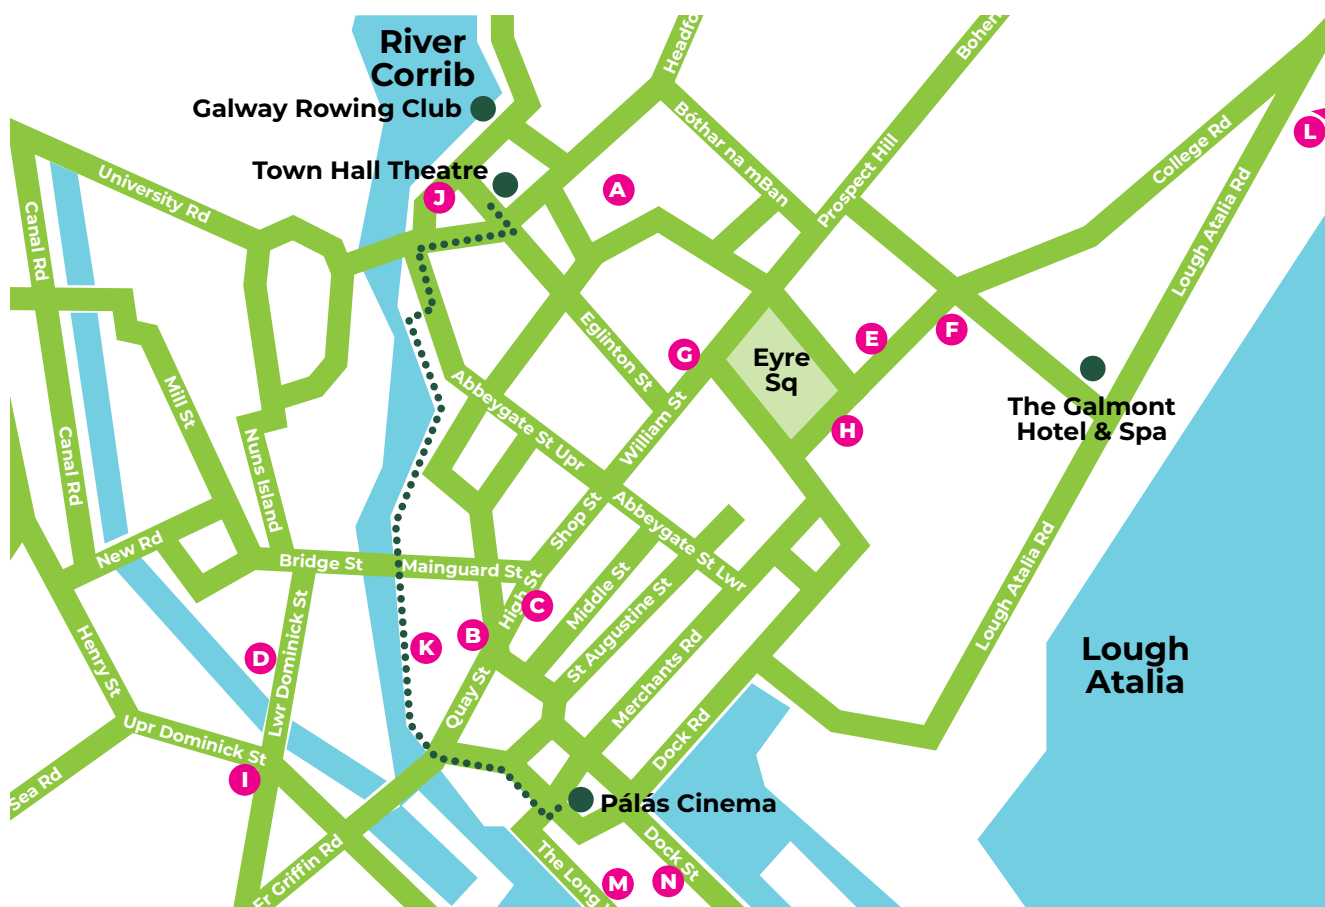 River
Corrib
Galway Rowing Club
Town Hall Theatre
J
A
L
Headfo
Bohe
Bóthar na mBan
Prospect Hill
College Rd
Lough Atalia Rd
University Rd
Canal Rd
Eglinton St
G
Eyre
Sq
E
F
H
The Galmont
Hotel & Spa
Mill St
Canal Rd
Nuns Island
Abbeygate St Upr
William St
Shop St
Abbeygate St Lwr
New Rd
Bridge St
Mainguard St
High St
C
B
K
Middle St
St Augustine St
Merchants Rd
Lough Atalia Rd
Lough
Atalia
Henry St
D
Lwr Dominick St
Quay St
Dock Rd
Upr Dominick St
I
Sea Rd
Pálás Cinema
Fr Griffin Rd
The Long
Dock St
M
N